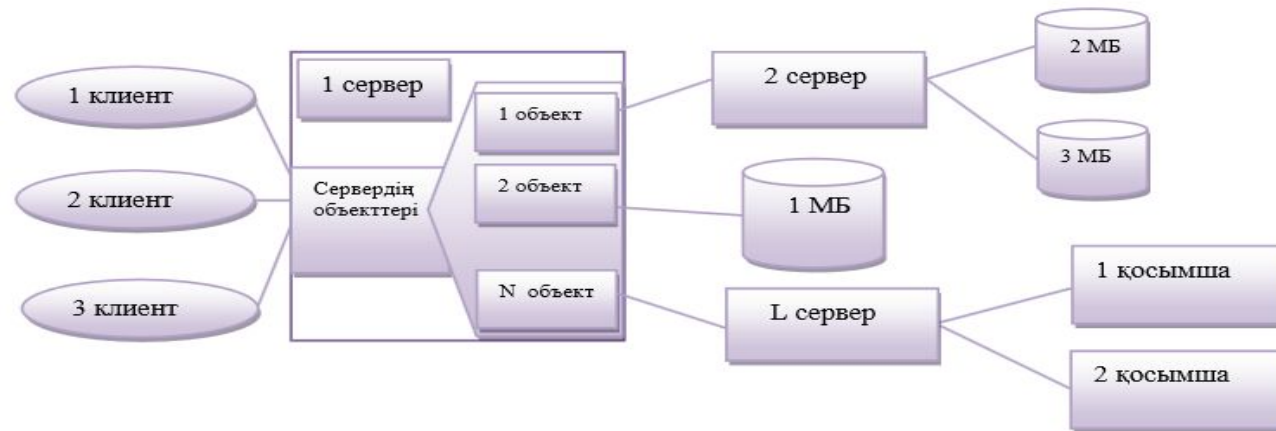 1 клиент
2 клиент
3 клиент
1 сервер
Сервердің
объекттері
1 объект
2 объект
N объект
2 сервер
1 МБ
L сервер
2 МБ
3 МБ
1 қосымша
2 қосымша